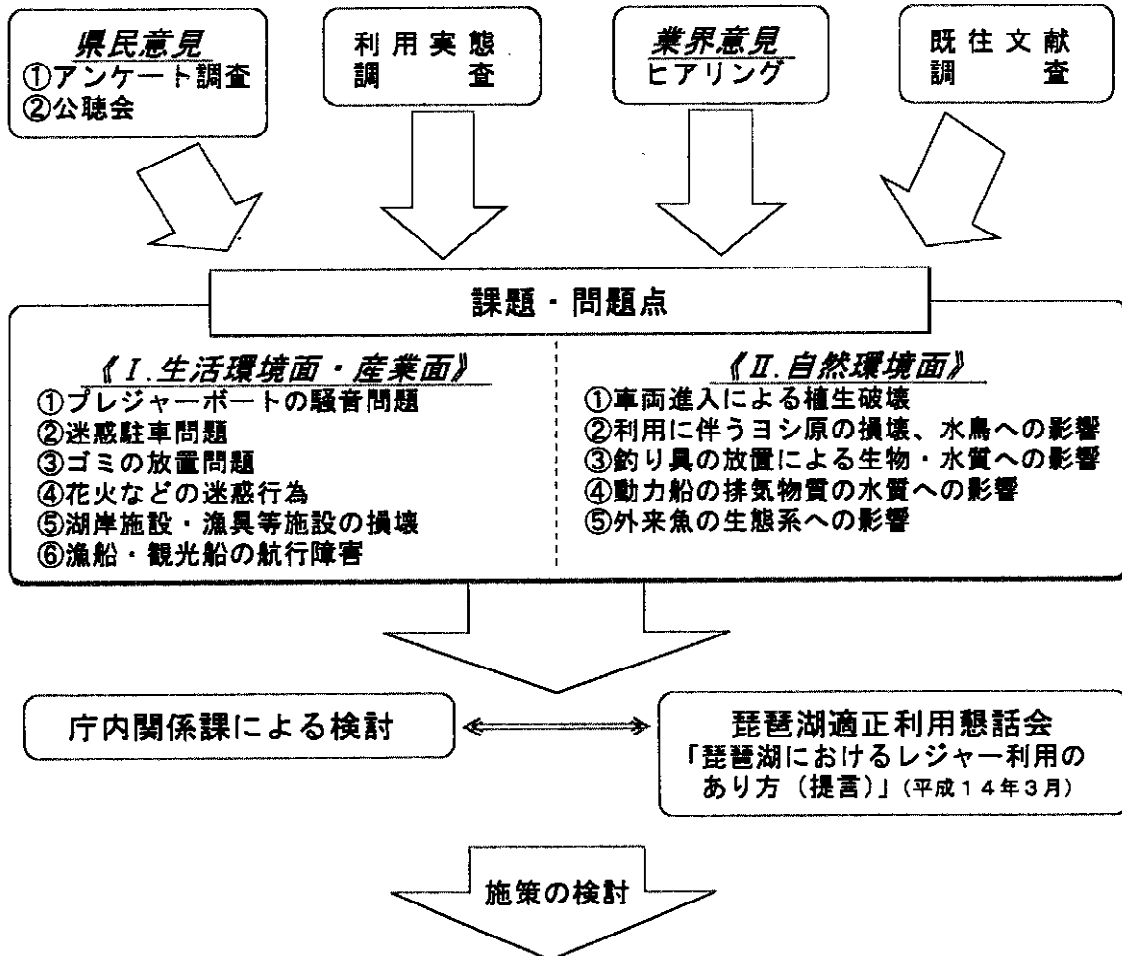 県民意見
①アンケート調査
②公聴会
利用実態
調査
業界意見
ヒアリング
既往文献
調査
課題・問題点
《Ⅰ.生活環境面・産業面》
①プレジャーボートの騒音問題
②迷惑駐車問題
③ゴミの放置問題
④花火などの迷惑行為
⑤湖岸施設・漁具等施設の損壊
⑥漁船・観光船の航行障害
《Ⅱ.自然環境面》
①車両進入による植生破壊
②利用に伴うヨシ原の損壊、水鳥への影響
③釣り具の放置による生物・水質への影響
④動力船の排気物質の水質への影響
⑤外来魚の生態系への影響
庁内関係課による検討
琵琶湖適正利用懇話会
「琵琶湖におけるレジャー利用の
あり方（提言）」（平成１４年３月）
施策の検討